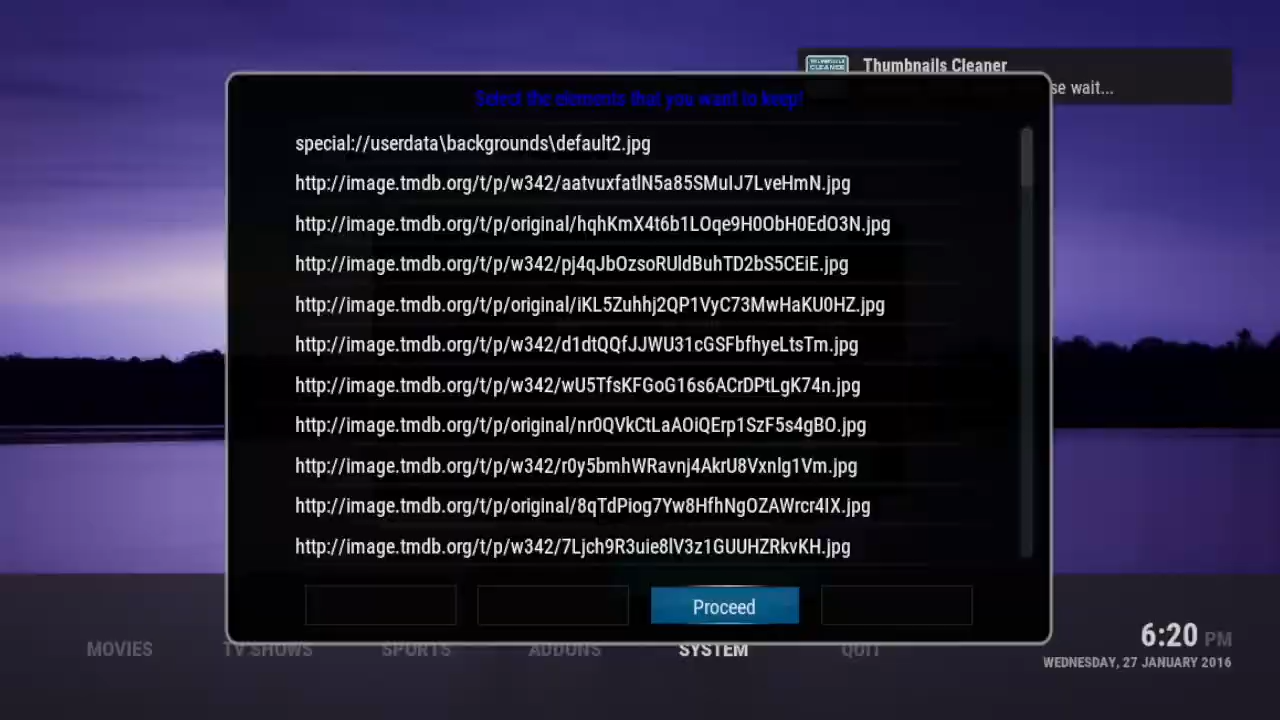 THUMBNAILS
CLEANER
Thumbnails Cleaner
se wait...
Select the elements that you want to keep!
special://userdata\backgrounds\default2.jpg
http://image.tmdb.org/t/p/w342/aatvuxfatlN5a85SMuIJ7LveHmN.jpg
http://image.tmdb.org/t/p/original/hqhKmX4t6b1LOqe9H0ObH0EdO3N.jpg
http://image.tmdb.org/t/p/w342/pj4qJbOzsoRUldBuhTD2bS5CEiE.jpg
http://image.tmdb.org/t/p/original/iKL5Zuhhj2QP1VyC73MwHaKU0HZ.jpg
http://image.tmdb.org/t/p/w342/d1dtQQfJJWU31cGSFbfhyeLtsTm.jpg
http://image.tmdb.org/t/p/w342/wU5TfsKFGoG16s6ACrDPtLgK74n.jpg
http://image.tmdb.org/t/p/original/nr0QVkCtLaAOiQErp1SzF5s4gBO.jpg
http://image.tmdb.org/t/p/w342/r0y5bmhWRavnj4AkrU8Vxnlg1Vm.jpg
http://image.tmdb.org/t/p/original/8qTdPiog7Yw8HfhNgOZAWrcr4IX.jpg
http://image.tmdb.org/t/p/w342/7Ljch9R3uie8lV3z1GUUHZRkvKH.jpg
Proceed
MOVIES TV SHOWS SPORTS ADDONS SYSTEM QUIT
6:20 PM
WEDNESDAY, 27 JANUARY 2016